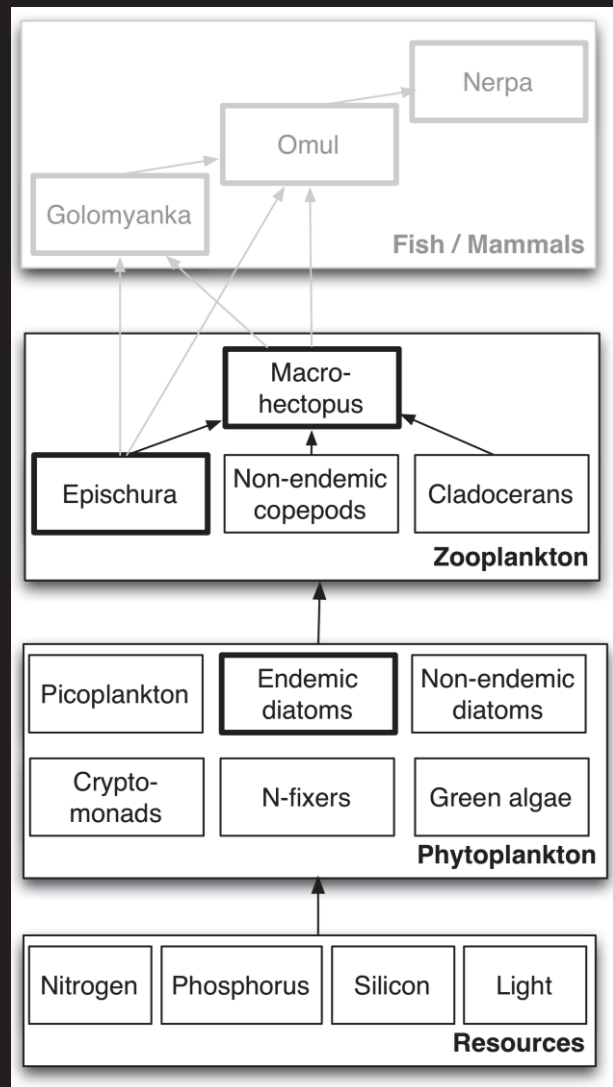 Nerpa
Omul
Golomyanka
Fish / Mammals
Macro-
hectopus
Epischura
Non-endemic
copepods
Cladocerans
Zooplankton
Picoplankton
Endemic
diatoms
Non-endemic
diatoms
Crypto-
monads
N-fixers
Green algae
Phytoplankton
Nitrogen
Phosphorus
Silicon
Light
Resources